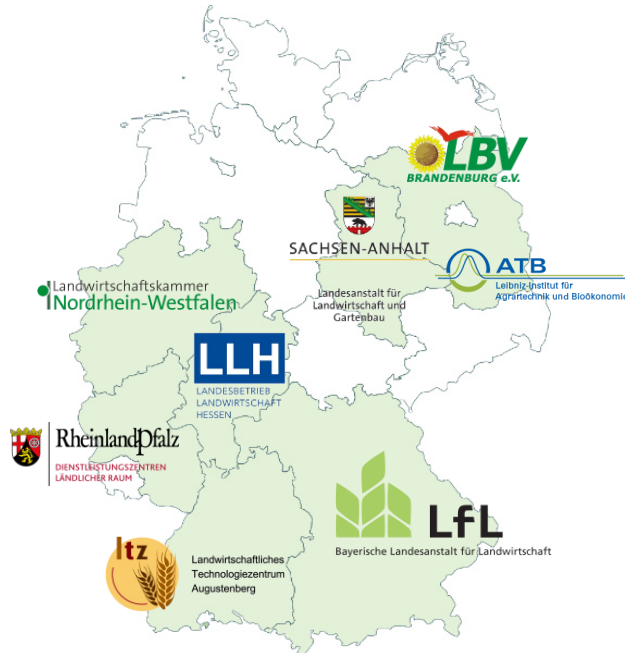 LBV
BRANDENBURG e.V.
SACHSEN-ANHALT
Landesanstalt für
Landwirtschaft und
Gartenbau
ATB
Leibniz-Institut für
Agrartechnik und Bioökonomie
Landwirtschaftskammer
Nordrhein-Westfalen
LLH
LANDESBETRIEB
LANDWIRTSCHAFT
HESSEN
RheinlandPfalz
DIENSTLEISTUNGSZENTREN
LÄNDLICHER RAUM
LfL
Bayerische Landesanstalt für Landwirtschaft
ltz
Landwirtschaftliches
Technologiezentrum
Augustenberg